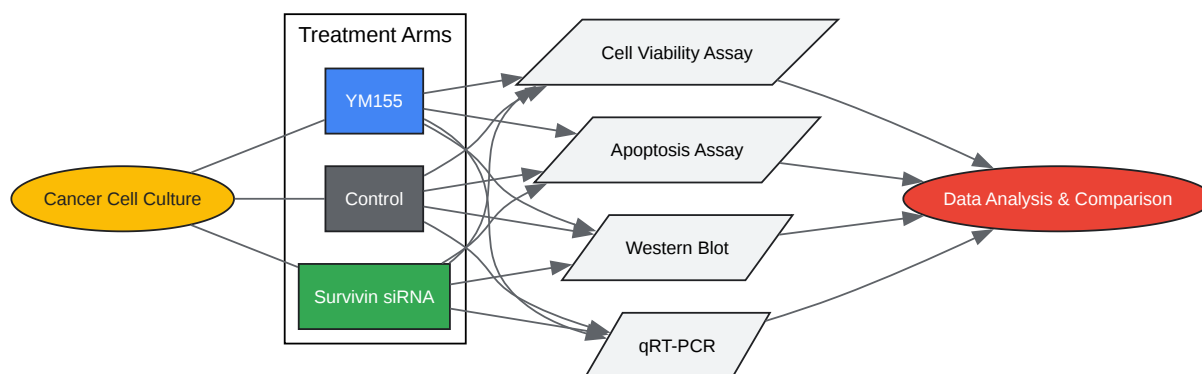 Treatment Arms
Cancer Cell Culture
YM155
Control
Survivin siRNA
Cell Viability Assay
Apoptosis Assay
Western Blot
qRT-PCR
Data Analysis & Comparison